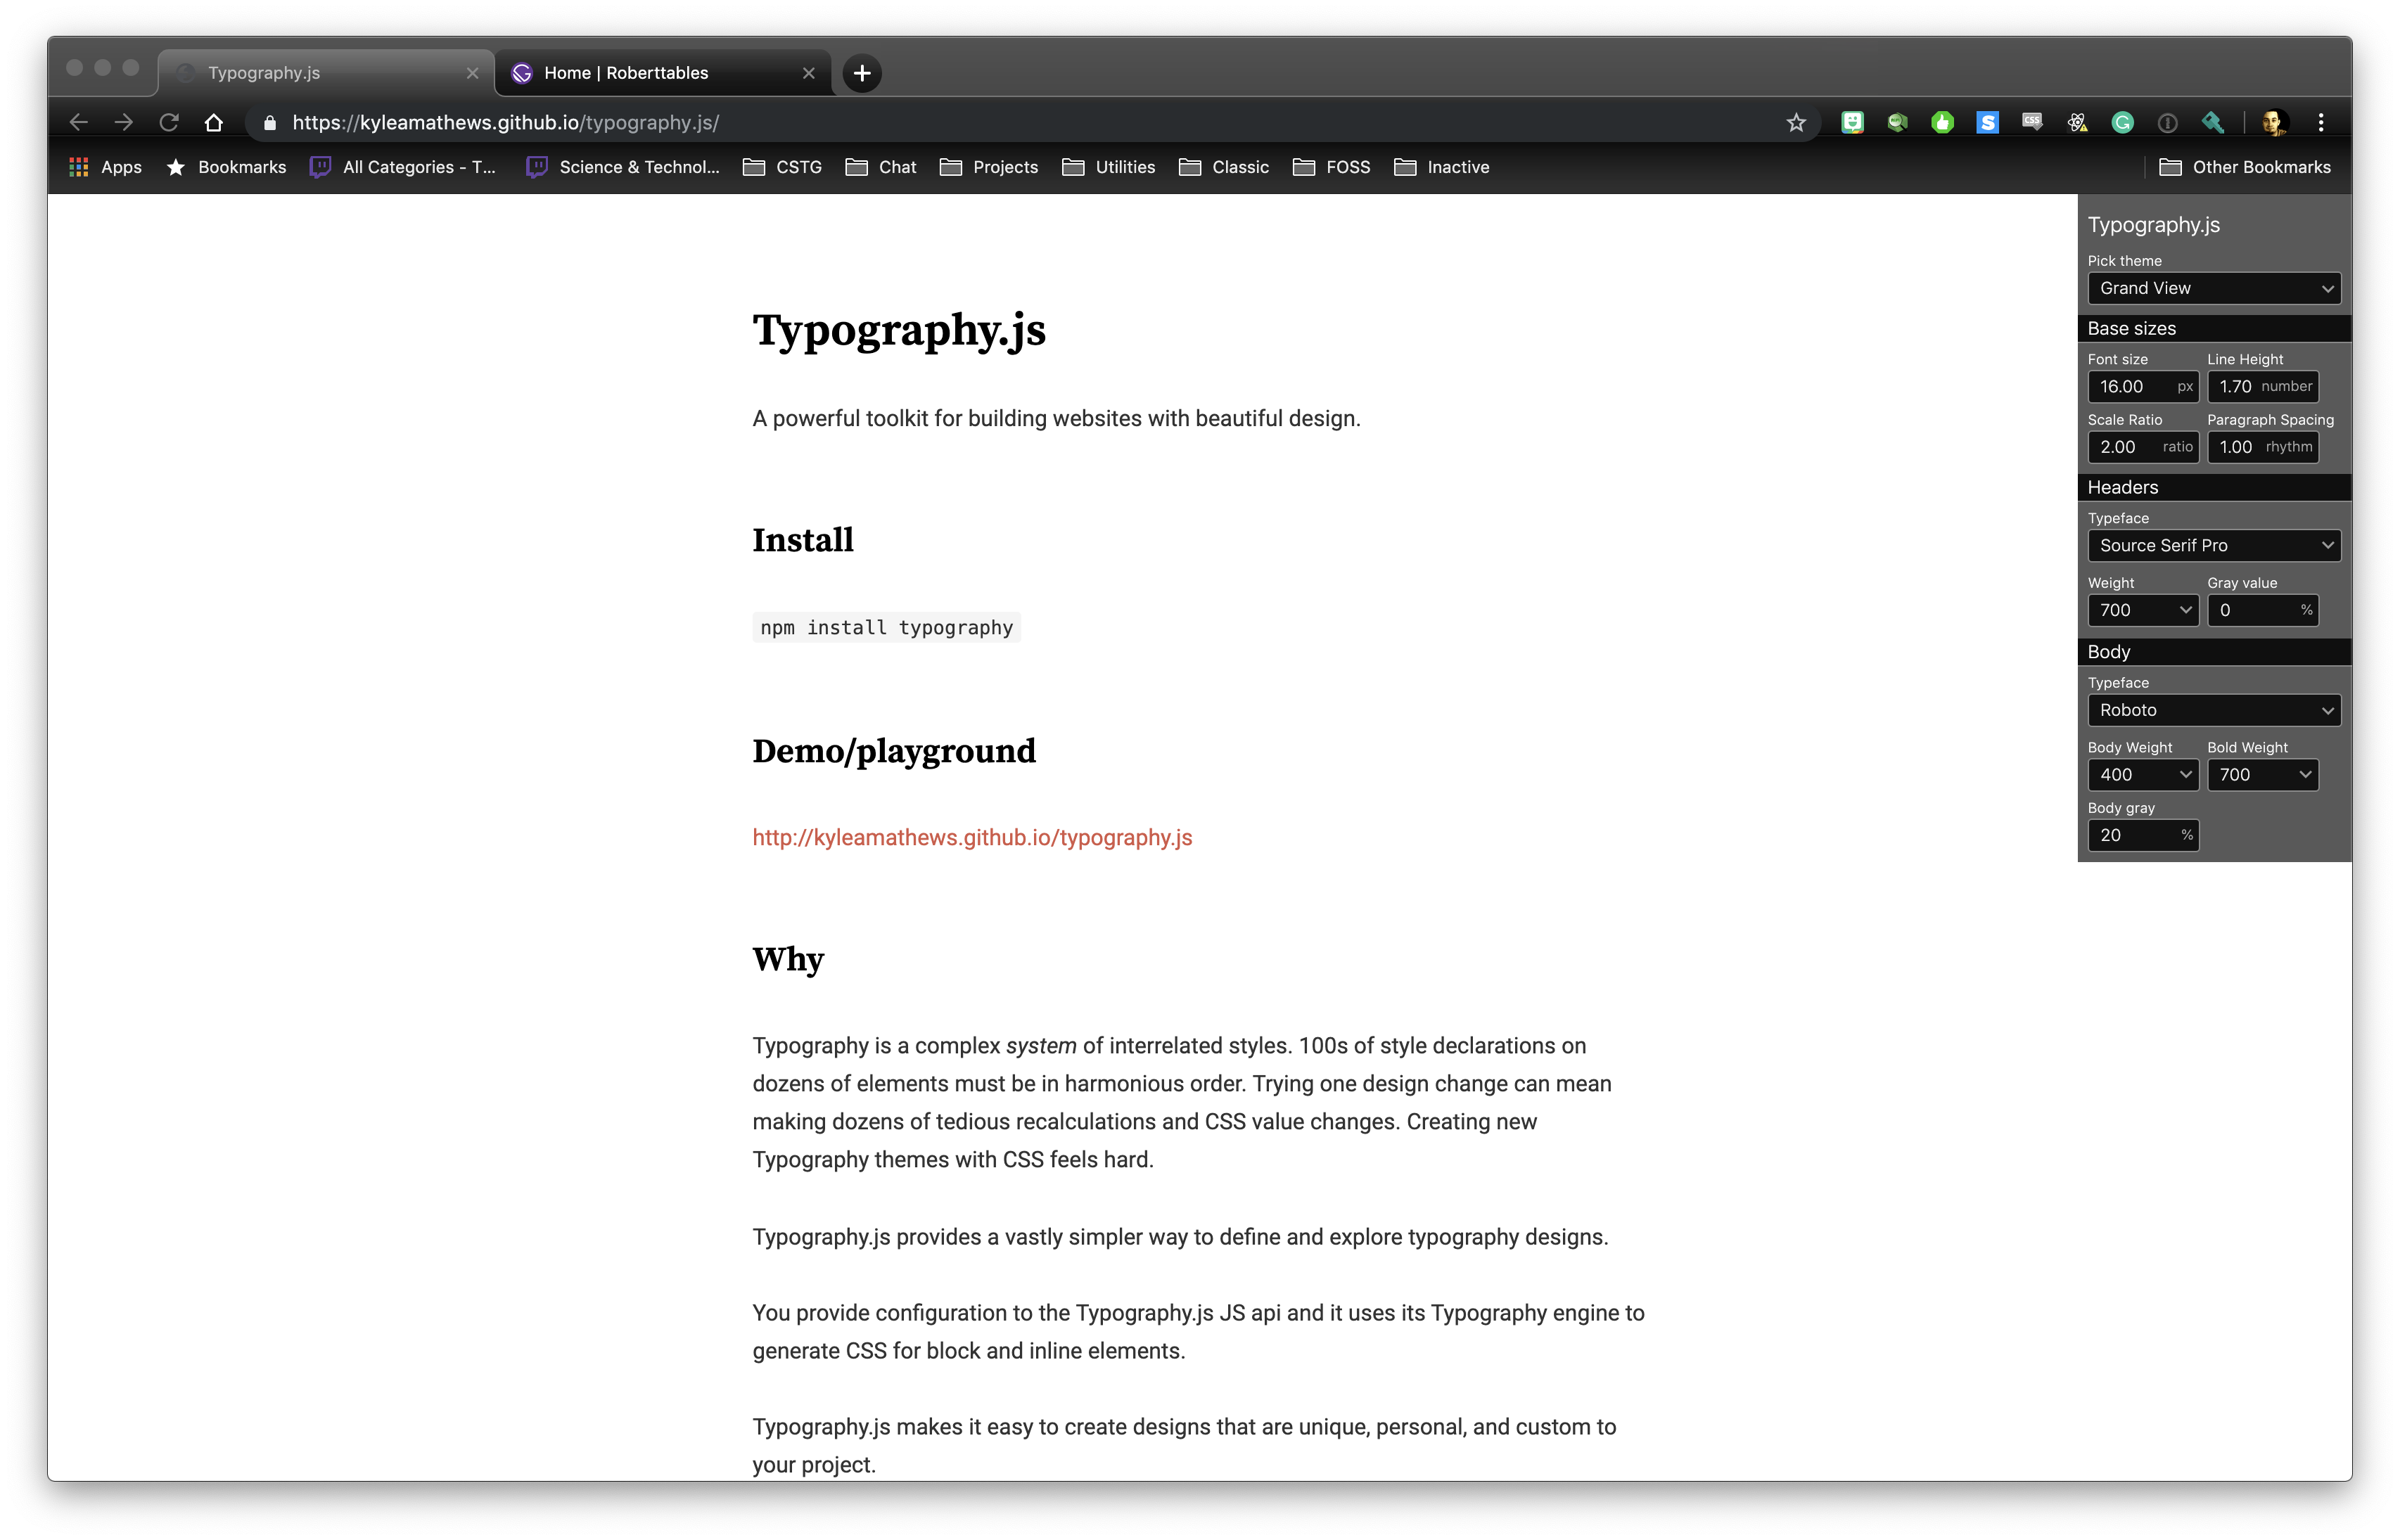 Typography.js
Home | Roberttables
https://kyleamathews.github.io/typography.js/
CSS
Apps
Bookmarks
All Categories - T...
Science & Technol...
CSTG
Chat
Projects
Utilities
Classic
FOSS
Inactive
Other Bookmarks
Typography.js
A powerful toolkit for building websites with beautiful design.
Install
npm install typography
Demo/playground
http://kyleamathews.github.io/typography.js
Why
Typography is a complex system of interrelated styles. 100s of style declarations on
dozens of elements must be in harmonious order. Trying one design change can mean
making dozens of tedious recalculations and CSS value changes. Creating new
Typography themes with CSS feels hard.
Typography.js provides a vastly simpler way to define and explore typography designs.
You provide configuration to the Typography.js JS api and it uses its Typography engine to
generate CSS for block and inline elements.
Typography.js makes it easy to create designs that are unique, personal, and custom to
your project.
Typography.js
Pick theme
Grand View
Base sizes
Font size Line Height
16.00 px 1.70 number
Scale Ratio Paragraph Spacing
2.00 ratio 1.00 rhythm
Headers
Typeface
Source Serif Pro
Weight Gray value
700 0 %
Body
Typeface
Roboto
Body Weight Bold Weight
400 700
Body gray
20 %